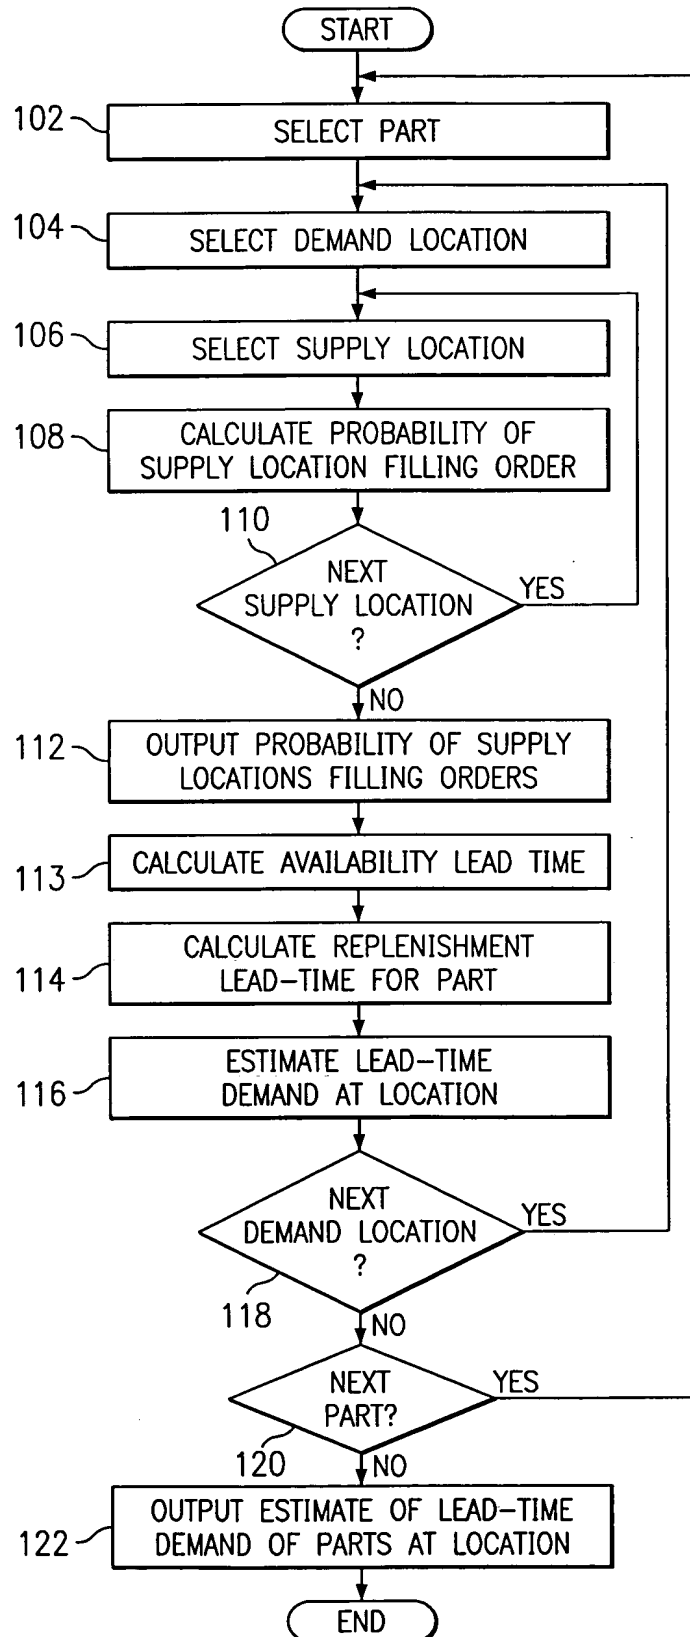 START
102
SELECT PART
104
SELECT DEMAND LOCATION
106
SELECT SUPPLY LOCATION
108
CALCULATE PROBABILITY OF
SUPPLY LOCATION FILLING ORDER
110
NEXT
SUPPLY LOCATION
?
YES
NO
112
OUTPUT PROBABILITY OF SUPPLY
LOCATIONS FILLING ORDERS
113
CALCULATE AVAILABILITY LEAD TIME
114
CALCULATE REPLENISHMENT
LEAD-TIME FOR PART
116
ESTIMATE LEAD-TIME
DEMAND AT LOCATION
NEXT
DEMAND LOCATION
?
YES
118
NO
NEXT
PART?
YES
120
NO
122
OUTPUT ESTIMATE OF LEAD-TIME
DEMAND OF PARTS AT LOCATION
END